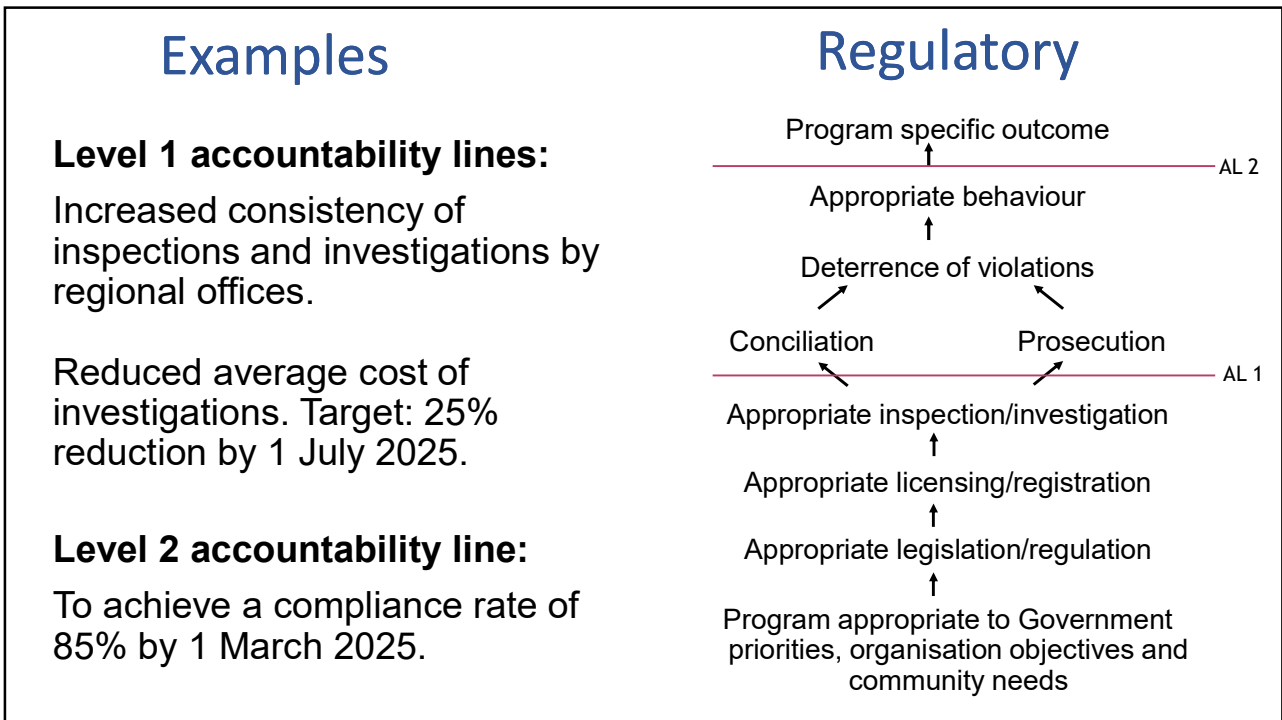 Examples
Level 1 accountability lines:
Increased consistency of
inspections and investigations by
regional offices.
Reduced average cost of
investigations. Target: 25%
reduction by 1 July 2025.
Level 2 accountability line:
To achieve a compliance rate of
85% by 1 March 2025.
Regulatory
Program specific outcome
AL 2
Appropriate behaviour
Deterrence of violations
Conciliation
Prosecution
AL 1
Appropriate inspection/investigation
Appropriate licensing/registration
Appropriate legislation/regulation
Program appropriate to Government
priorities, organisation objectives and
community needs